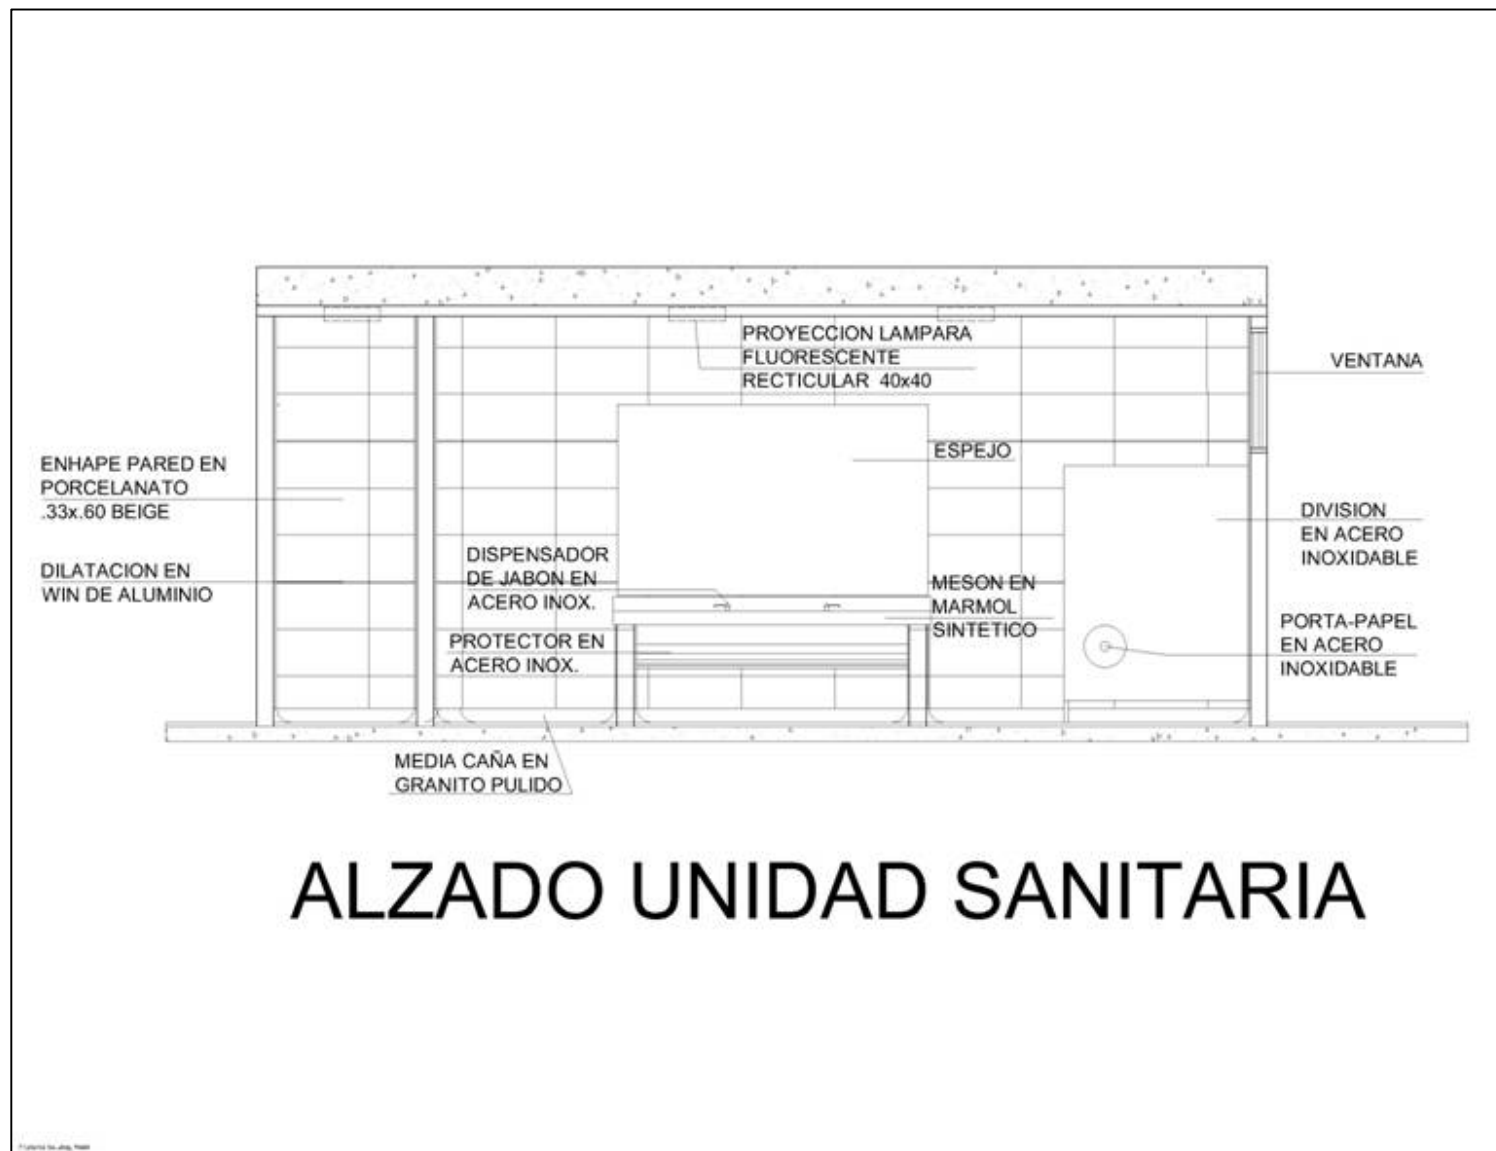 PROYECCION LAMPARA
FLUORESCENTE
RECTICULAR 40x40
VENTANA
ENHAPE PARED EN
PORCELANATO
.33x.60 BEIGE
ESPEJO
DIVISION
EN ACERO
INOXIDABLE
DILATACION EN
WIN DE ALUMINIO
DISPENSADOR
DE JABON EN
ACERO INOX.
MESON EN
MARMOL
SINTETICO
PROTECTOR EN
ACERO INOX.
PORTA-PAPEL
EN ACERO
INOXIDABLE
MEDIA CAÑA EN
GRANITO PULIDO
ALZADO UNIDAD SANITARIA